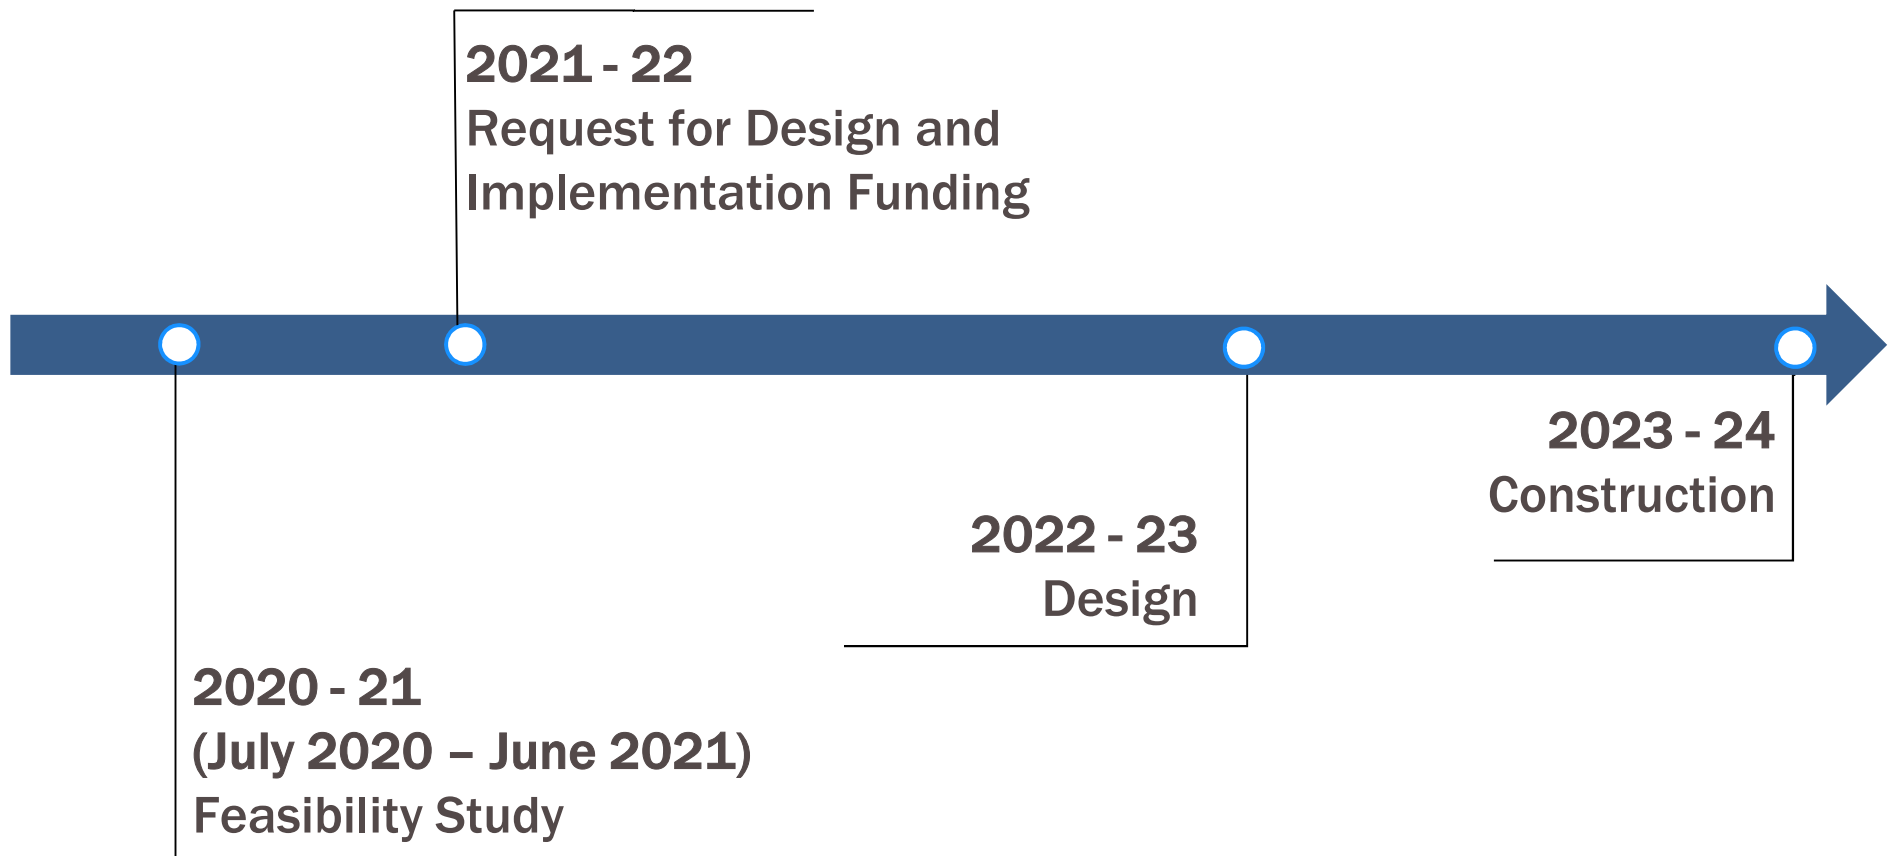 2021 - 22
Request for Design and
Implementation Funding
2023 - 24
Construction
2022 - 23
Design
2020 - 21
(July 2020 – June 2021)
Feasibility Study